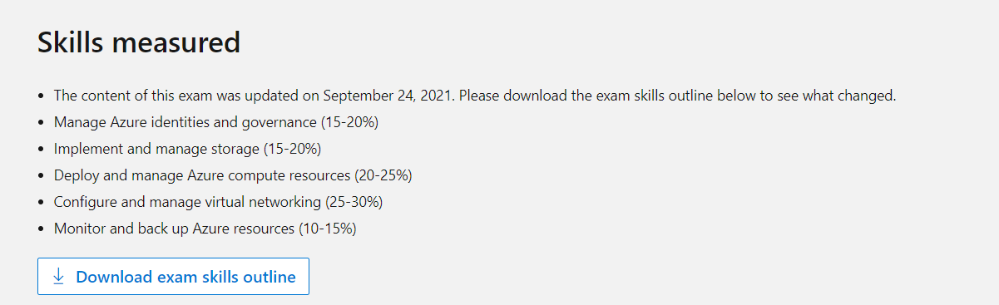 Skills measured
• The content of this exam was updated on September 24, 2021. Please download the exam skills outline below to see what changed.
• Manage Azure identities and governance (15-20%)
• Implement and manage storage (15-20%)
• Deploy and manage Azure compute resources (20-25%)
• Configure and manage virtual networking (25-30%)
• Monitor and back up Azure resources (10-15%)
Download exam skills outline